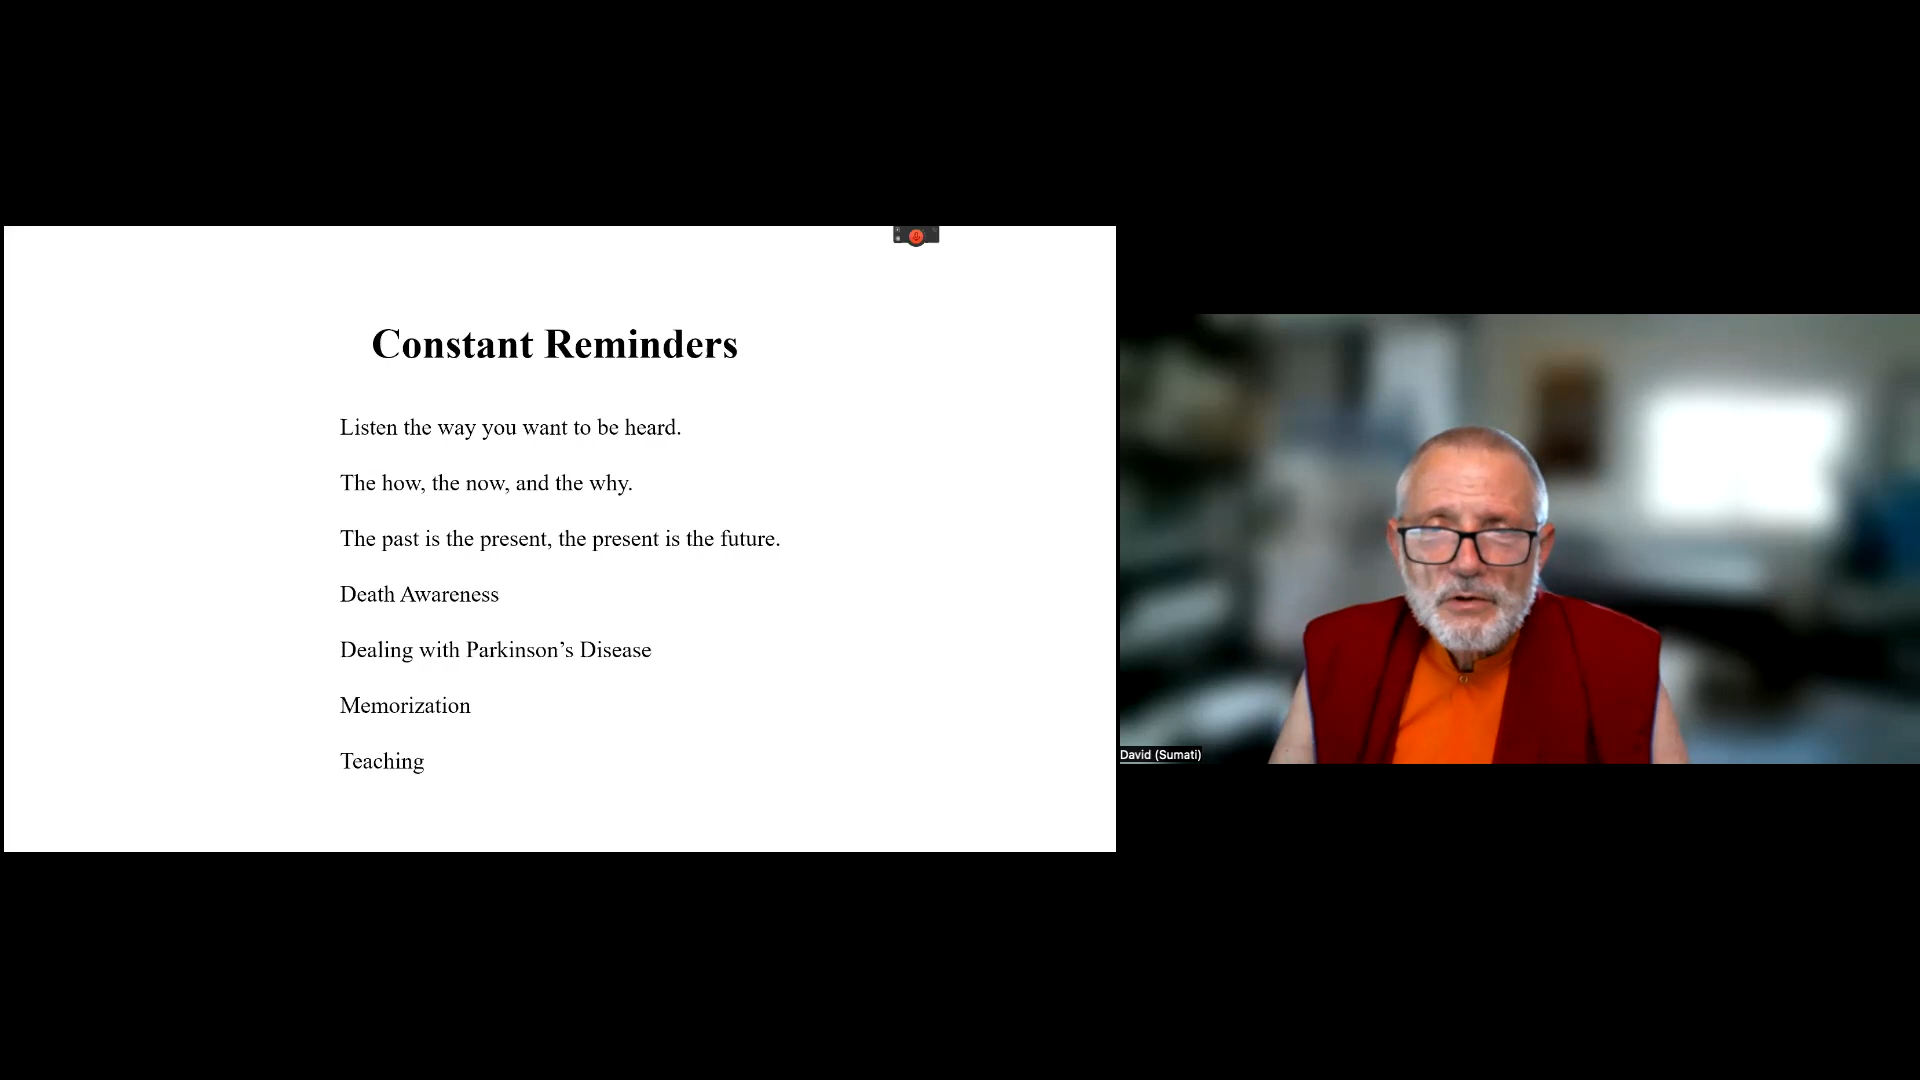 Constant Reminders
Listen the way you want to be heard.
The how, the now, and the why.
The past is the present, the present is the future.
Death Awareness
Dealing with Parkinson’s Disease
Memorization
Teaching
David (Sumati)